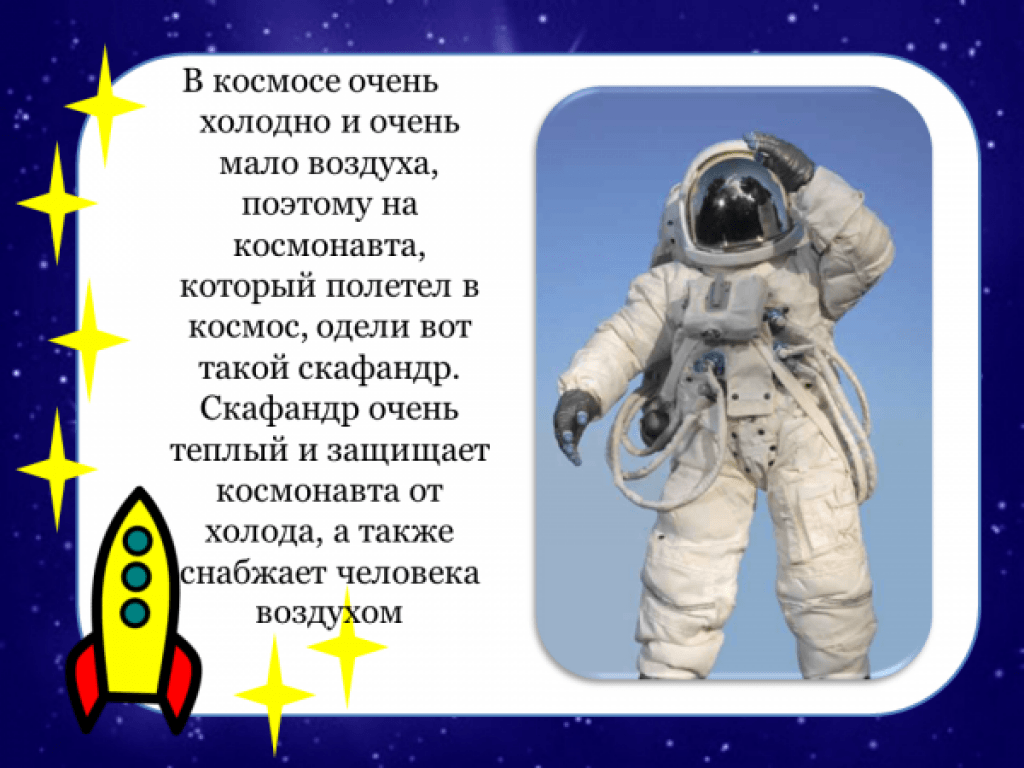 В космосе очень
холодно и очень
мало воздуха,
поэтому на
космонавта,
который полетел в
космос, одели вот
такой скафандр.
Скафандр очень
теплый и защищает
космонавта от
холода, а также
снабжает человека
воздухом